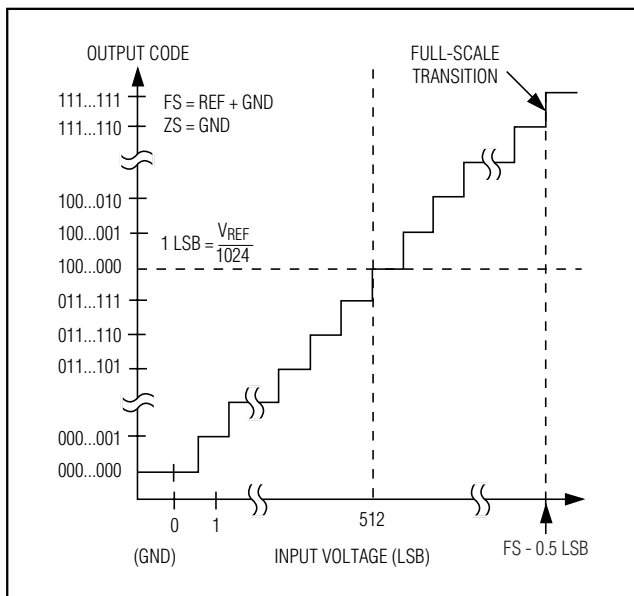 OUTPUT CODE
FULL-SCALE
TRANSITION
111...111
FS = REF + GND
111...110
ZS = GND
100...010
100...001
1 LSB = VREF
1024
100...000
011...111
011...110
011...101
000...001
000...000
0
1
512
(GND)
INPUT VOLTAGE (LSB)
FS - 0.5 LSB